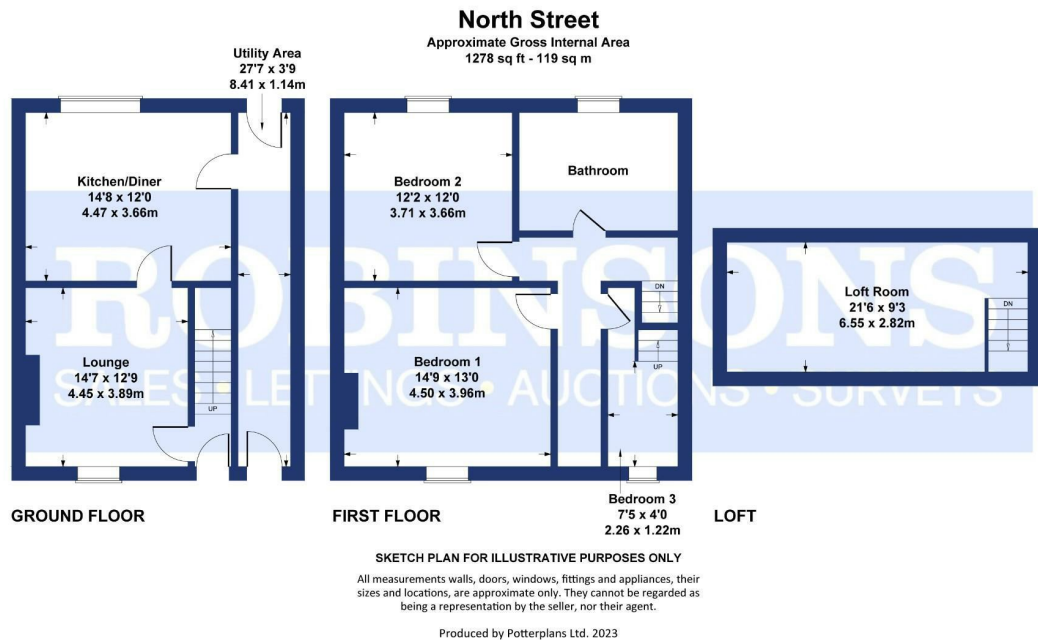 North Street
Approximate Gross Internal Area
1278 sq ft - 119 sq m
Utility Area
27'7 x 3'9
8.41 x 1.14m
Kitchen/Diner
14'8 x 12'0
4.47 x 3.66m
Lounge
14'7 x 12'9
4.45 x 3.89m
UP
GROUND FLOOR
Bedroom 2
12'2 x 12'0
3.71 x 3.66m
Bathroom
Bedroom 1
14'9 x 13'0
4.50 x 3.96m
DN
UP
Bedroom 3
7'5 x 4'0
2.26 x 1.22m
FIRST FLOOR
Loft Room
21'6 x 9'3
6.55 x 2.82m
DN
LOFT
ROBINSONS
SALES • LETTINGS • AUCTIONS • SURVEYS
SKETCH PLAN FOR ILLUSTRATIVE PURPOSES ONLY
All measurements walls, doors, windows, fittings and appliances, their
sizes and locations, are approximate only. They cannot be regarded as
being a representation by the seller, nor their agent.
Produced by Potterplans Ltd. 2023